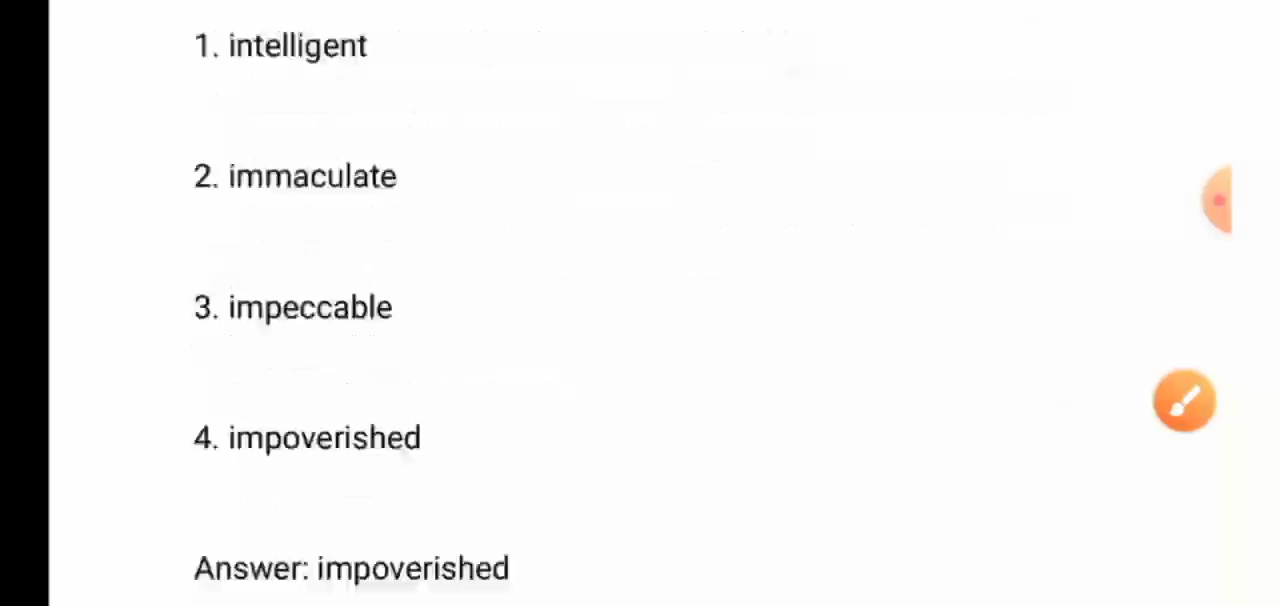 1. intelligent
2. immaculate
3. impeccable
4. impoverished
Answer: impoverished